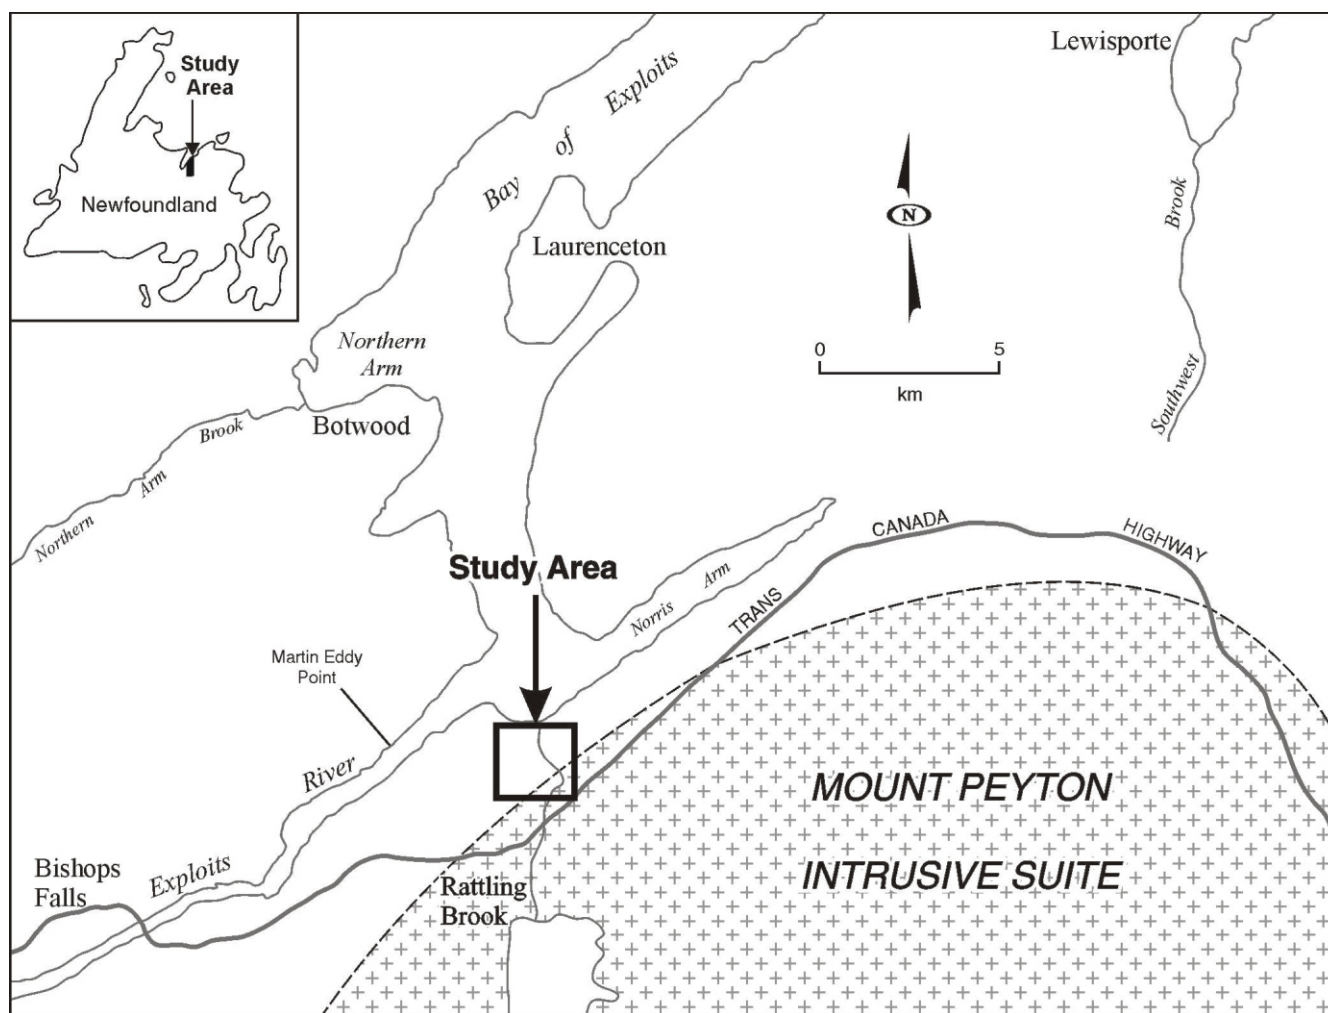 Study
Area
Newfoundland
Lewisporte
Bay of Exploits
Laurenceton
N
Brook
Southwest
0 5
km
Northern
Arm
Botwood
Northern Arm Brook
Study Area
Norris Arm
TRANS CANADA HIGHWAY
Martin Eddy
Point
River
Exploits
Bishops
Falls
Rattling
Brook
MOUNT PEYTON
INTRUSIVE SUITE